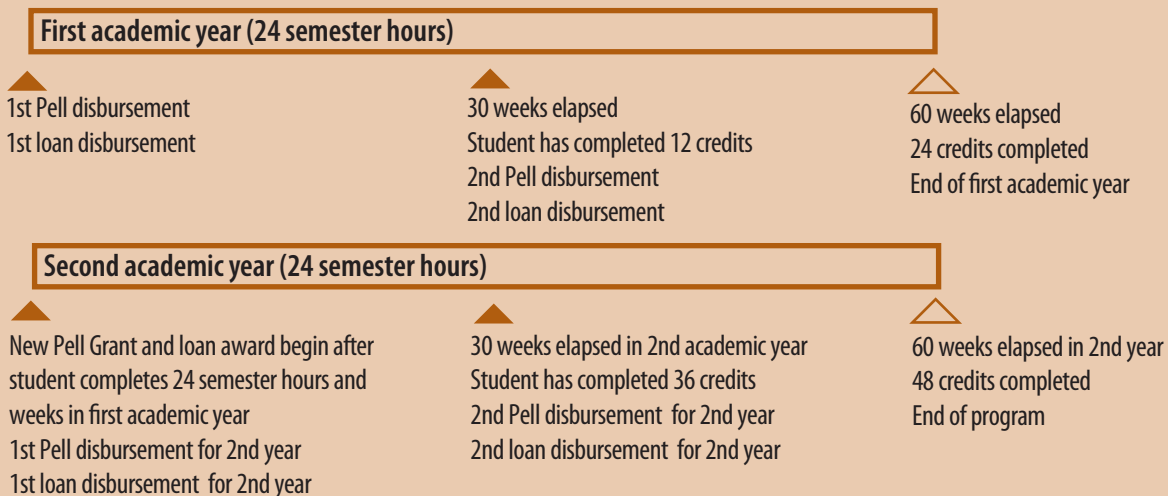 First academic year (24 semester hours)
1st Pell disbursement
1st loan disbursement
30 weeks elapsed
Student has completed 12 credits
2nd Pell disbursement
2nd loan disbursement
60 weeks elapsed
24 credits completed
End of first academic year
Second academic year (24 semester hours)
New Pell Grant and loan award begin after
student completes 24 semester hours and
weeks in first academic year
1st Pell disbursement for 2nd year
1st loan disbursement for 2nd year
30 weeks elapsed in 2nd academic year
Student has completed 36 credits
2nd Pell disbursement for 2nd year
2nd loan disbursement for 2nd year
60 weeks elapsed in 2nd year
48 credits completed
End of program